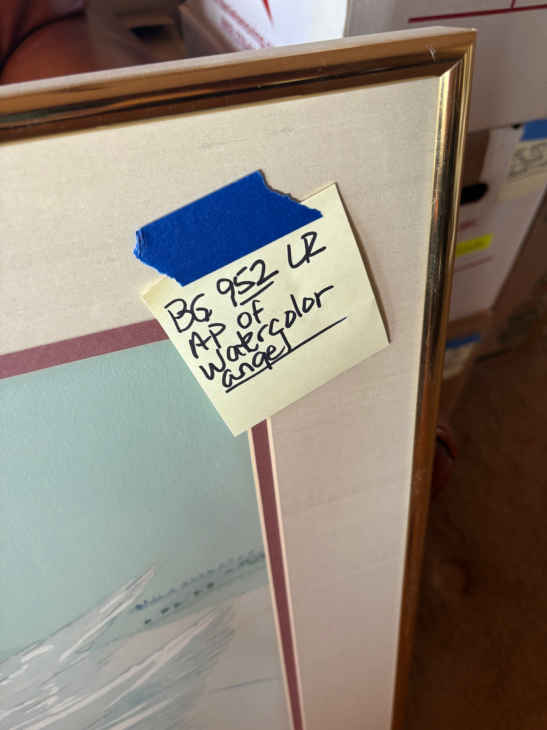 BG 952 LR
AP of
Watercolor
angel